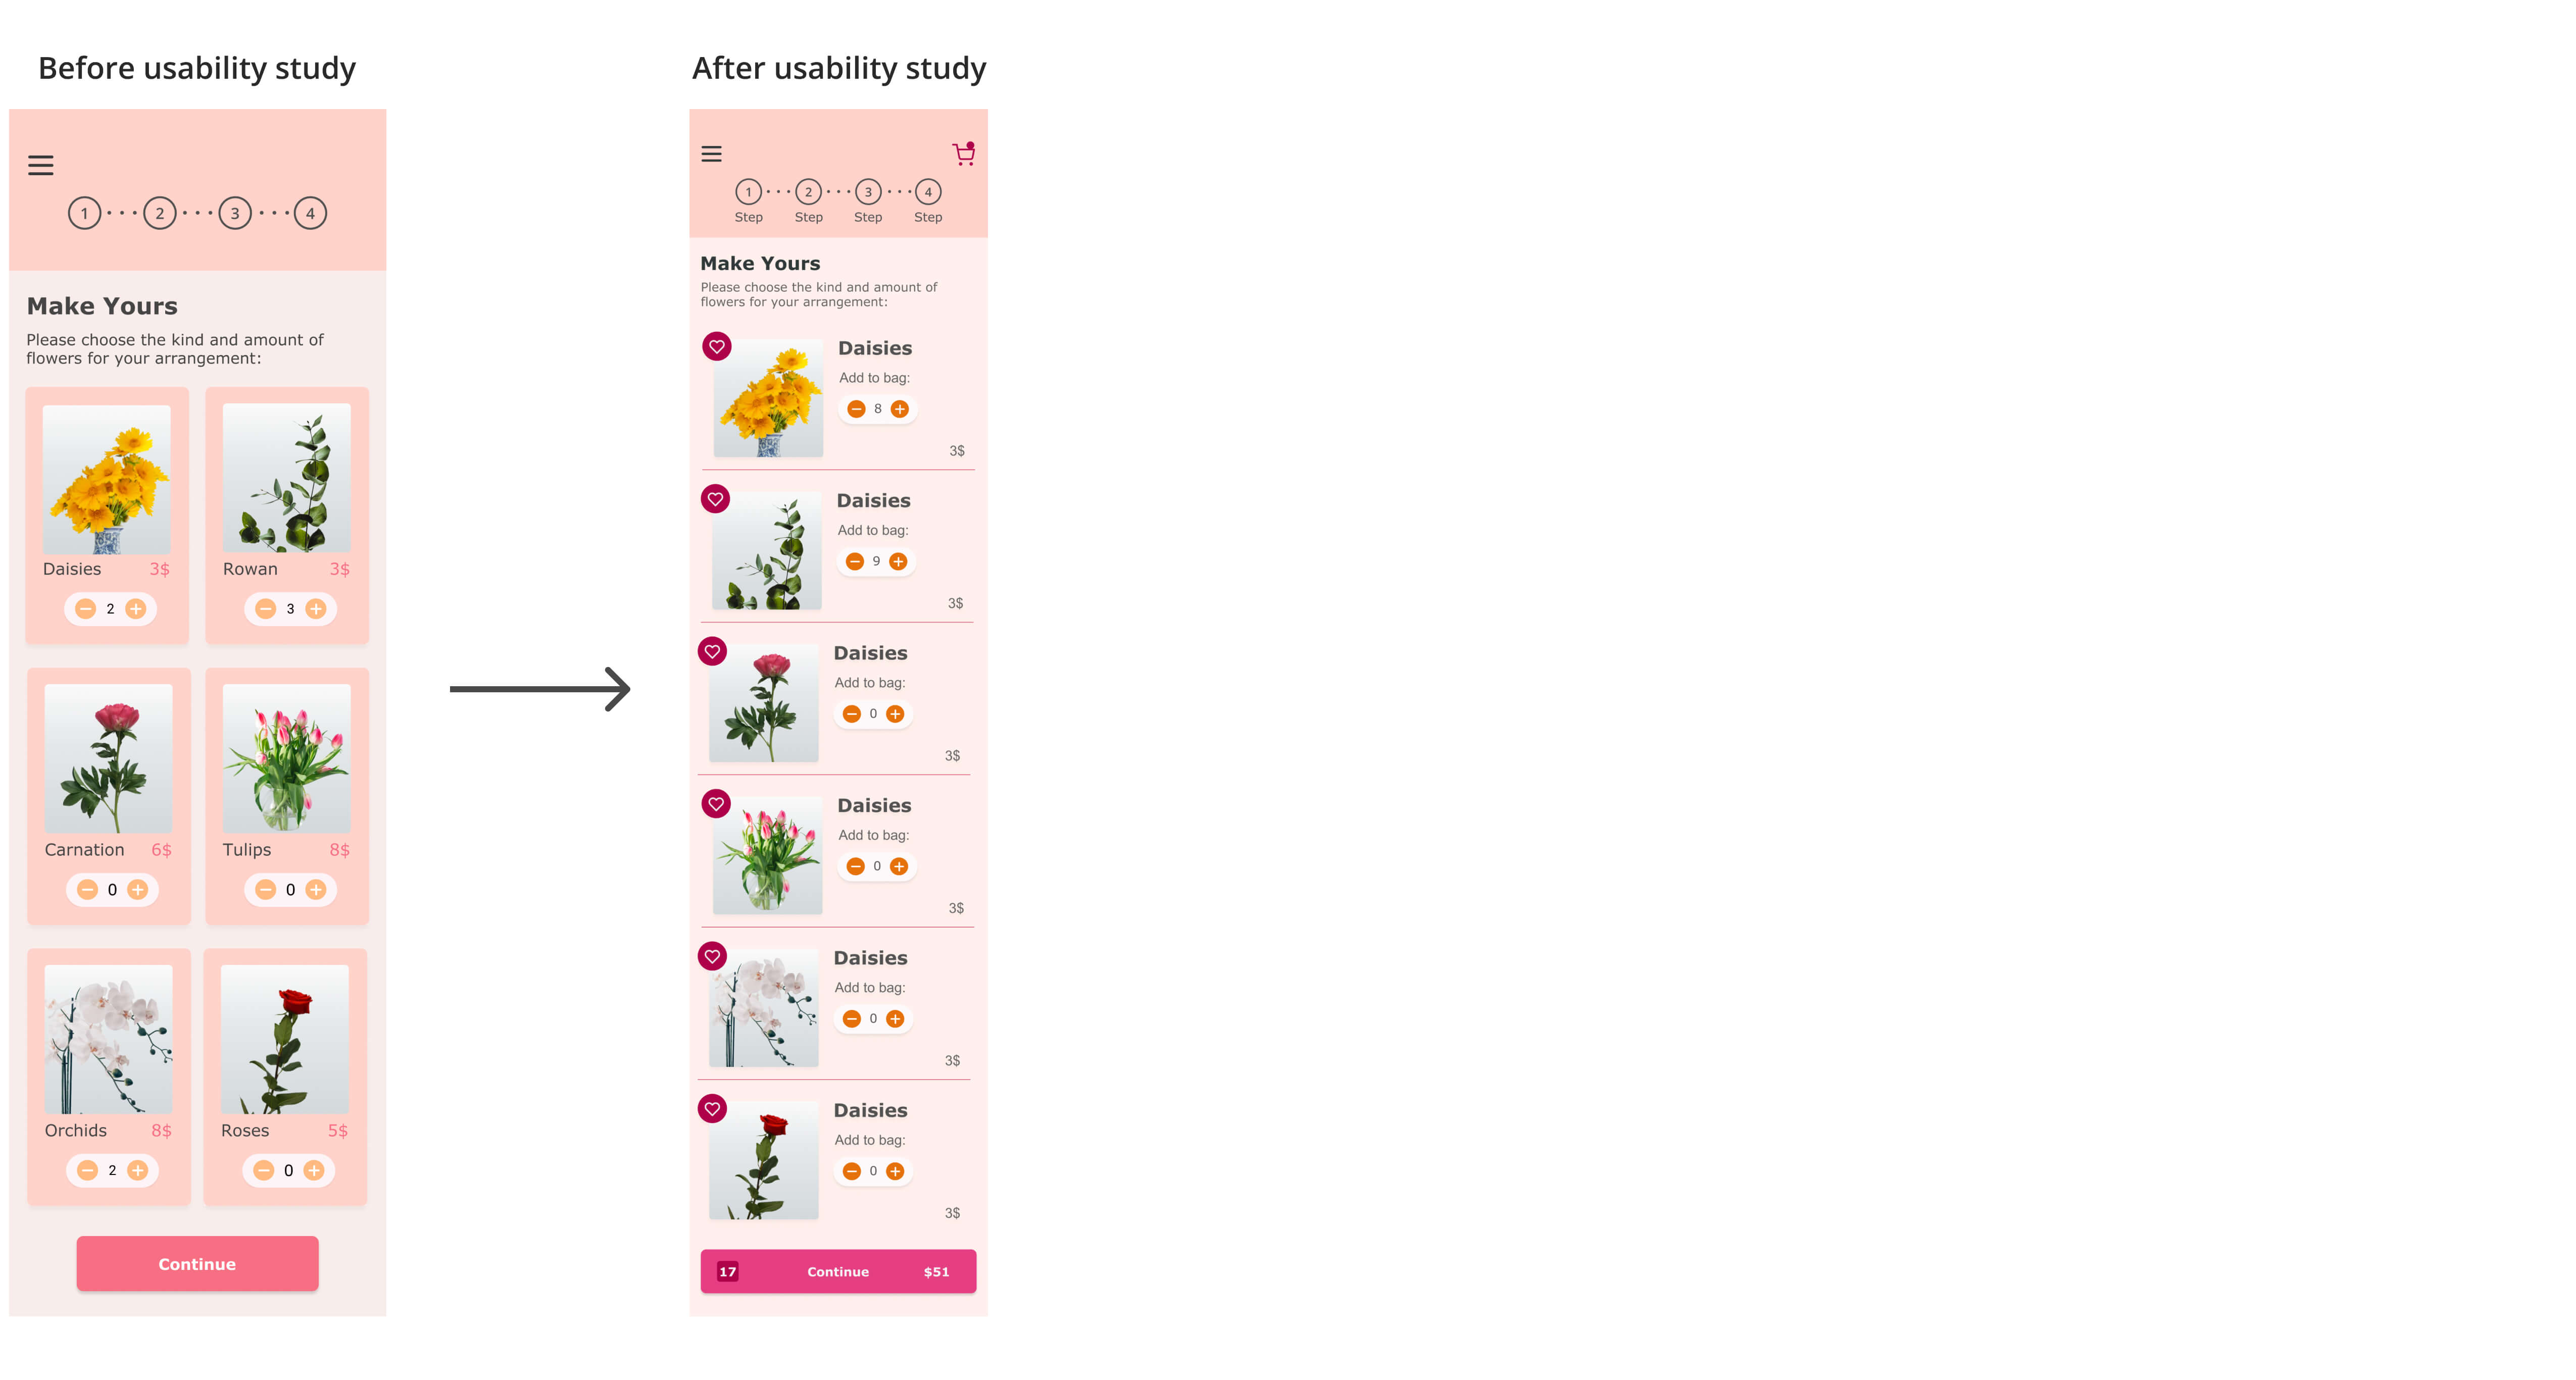 Before usability study
1 2 3 4
Make Yours
Please choose the kind and amount of
flowers for your arrangement:
Daisies 3$
2
Rowan 3$
3
Carnation 6$
0
Tulips 8$
0
Orchids 8$
2
Roses 5$
0
Continue
After usability study
1 2 3 4
Step Step Step Step
Make Yours
Please choose the kind and amount of
flowers for your arrangement:
Daisies
Add to bag:
8
3$
Daisies
Add to bag:
9
3$
Daisies
Add to bag:
0
3$
Daisies
Add to bag:
0
3$
Daisies
Add to bag:
0
3$
Daisies
Add to bag:
0
3$
17 Continue $51